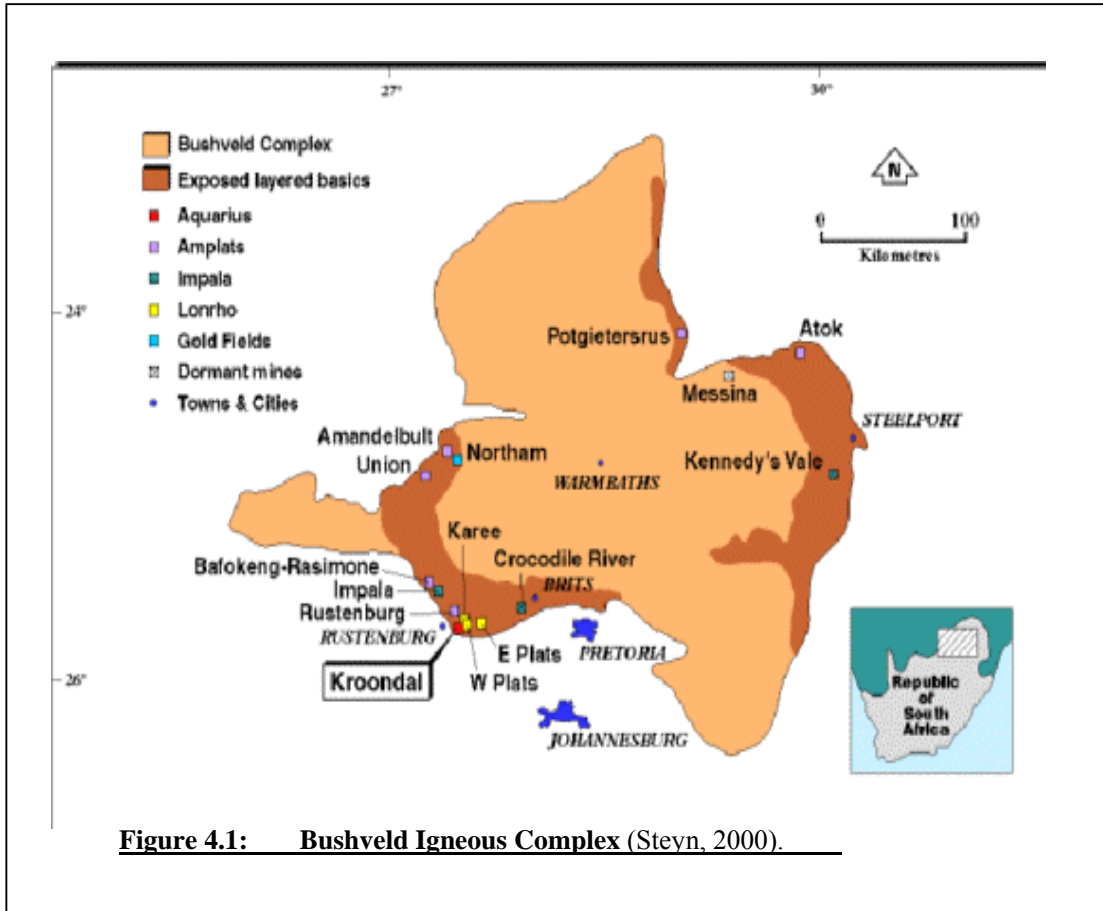 27"
30"
Bushveld Complex
Exposed layered basics
Aquarius
Amplats
Impala
Lonrho
Gold Fields
Dormant mines
Towns & Cities
N
0 100
Kilometres
24"
Potgietersrus
Atok
Messina
STEELPORT
Amandelbult
Northam
Union
WARMBATHS
Kennedy's Vale
Karee
Crocodile River
Bafokeng-Rasimone
BRITS
Impala
Rustenburg
RUSTENBURG
E Plats
PRETORIA
Kroondal
W Plats
26"
JOHANNESBURG
Republic
of
South
Africa
Figure 4.1: Bushveld Igneous Complex (Steyn, 2000).